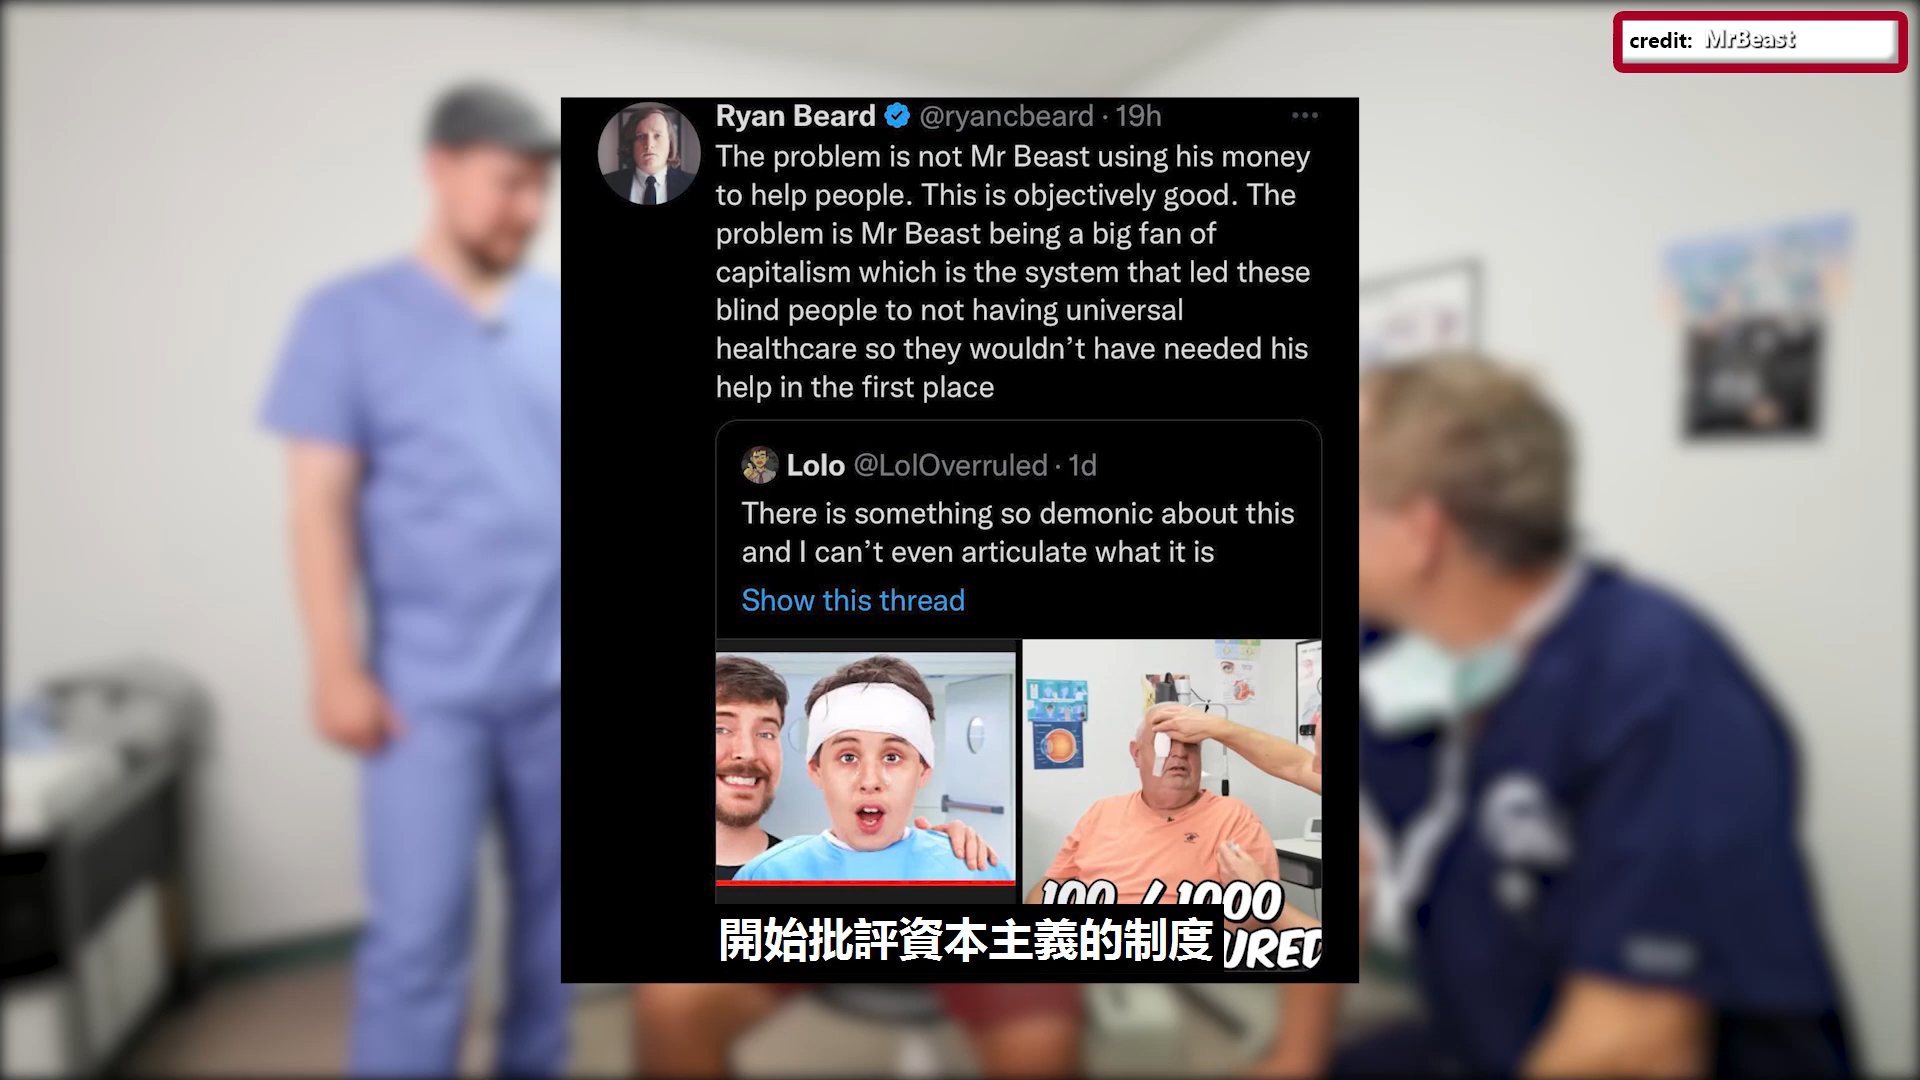 credit: MrBeast
Ryan Beard @ryancbeard · 19h
The problem is not Mr Beast using his money
to help people. This is objectively good. The
problem is Mr Beast being a big fan of
capitalism which is the system that led these
blind people to not having universal
healthcare so they wouldn’t have needed his
help in the first place
Lolo @LolOverruled · 1d
There is something so demonic about this
and I can’t even articulate what it is
Show this thread
100 / 1000
URED
開始批評資本主義的制度